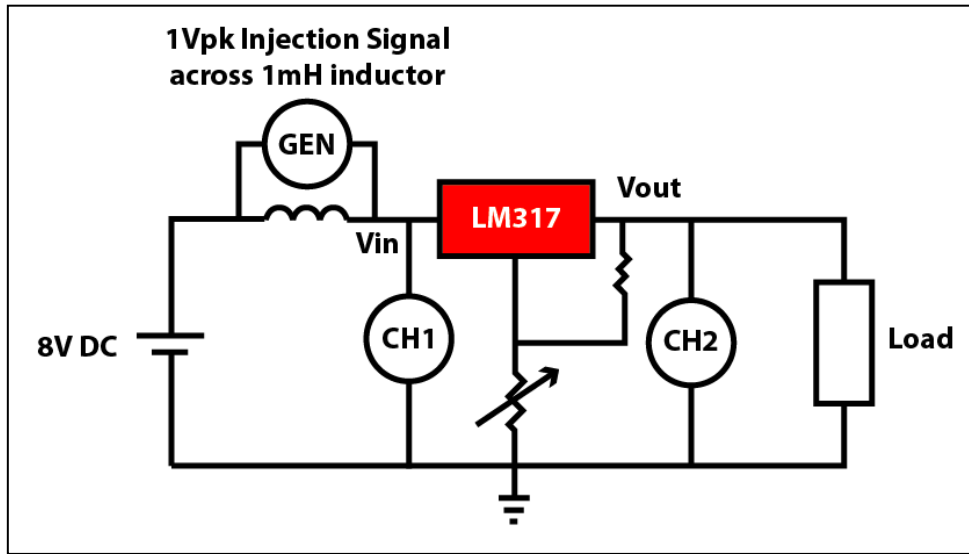 1Vpk Injection Signal
across 1mH inductor
GEN
LM317
Vout
Vin
8V DC
CH1
CH2
Load